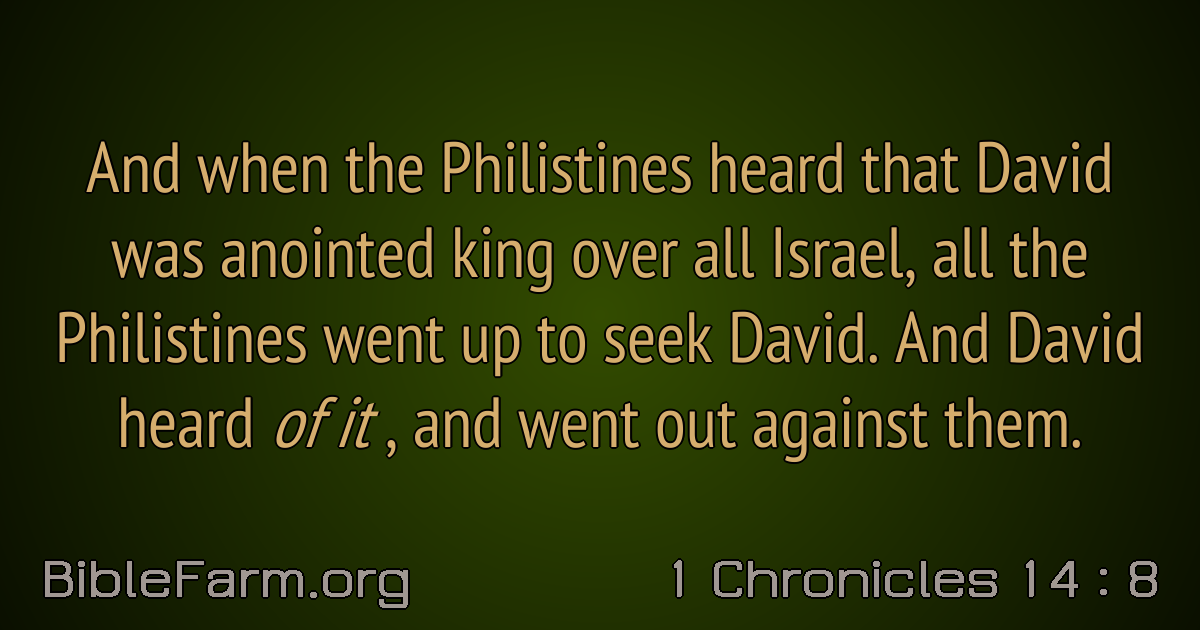 And when the Philistines heard that David
was anointed king over all Israel, all the
Philistines went up to seek David. And David
heard of it , and went out against them.
BibleFarm.org
1 Chronicles 14 : 8